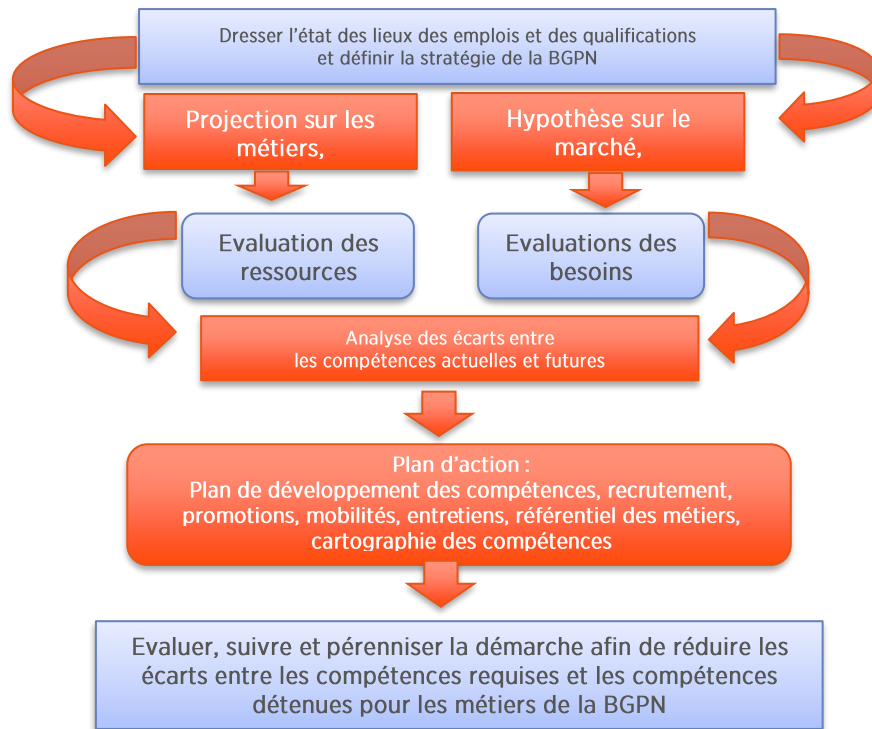 Dresser l'état des lieux des emplois et des qualifications
et définir la stratégie de la BGPN
Projection sur les
métiers,
Hypothèse sur le
marché,
Evaluation des
ressources
Evaluations des
besoins
Analyse des écarts entre
les compétences actuelles et futures
Plan d'action :
Plan de développement des compétences, recrutement,
promotions, mobilités, entretiens, référentiel des métiers,
cartographie des compétences
Evaluer, suivre et pérenniser la démarche afin de réduire les
écarts entre les compétences requises et les compétences
détenues pour les métiers de la BGPN